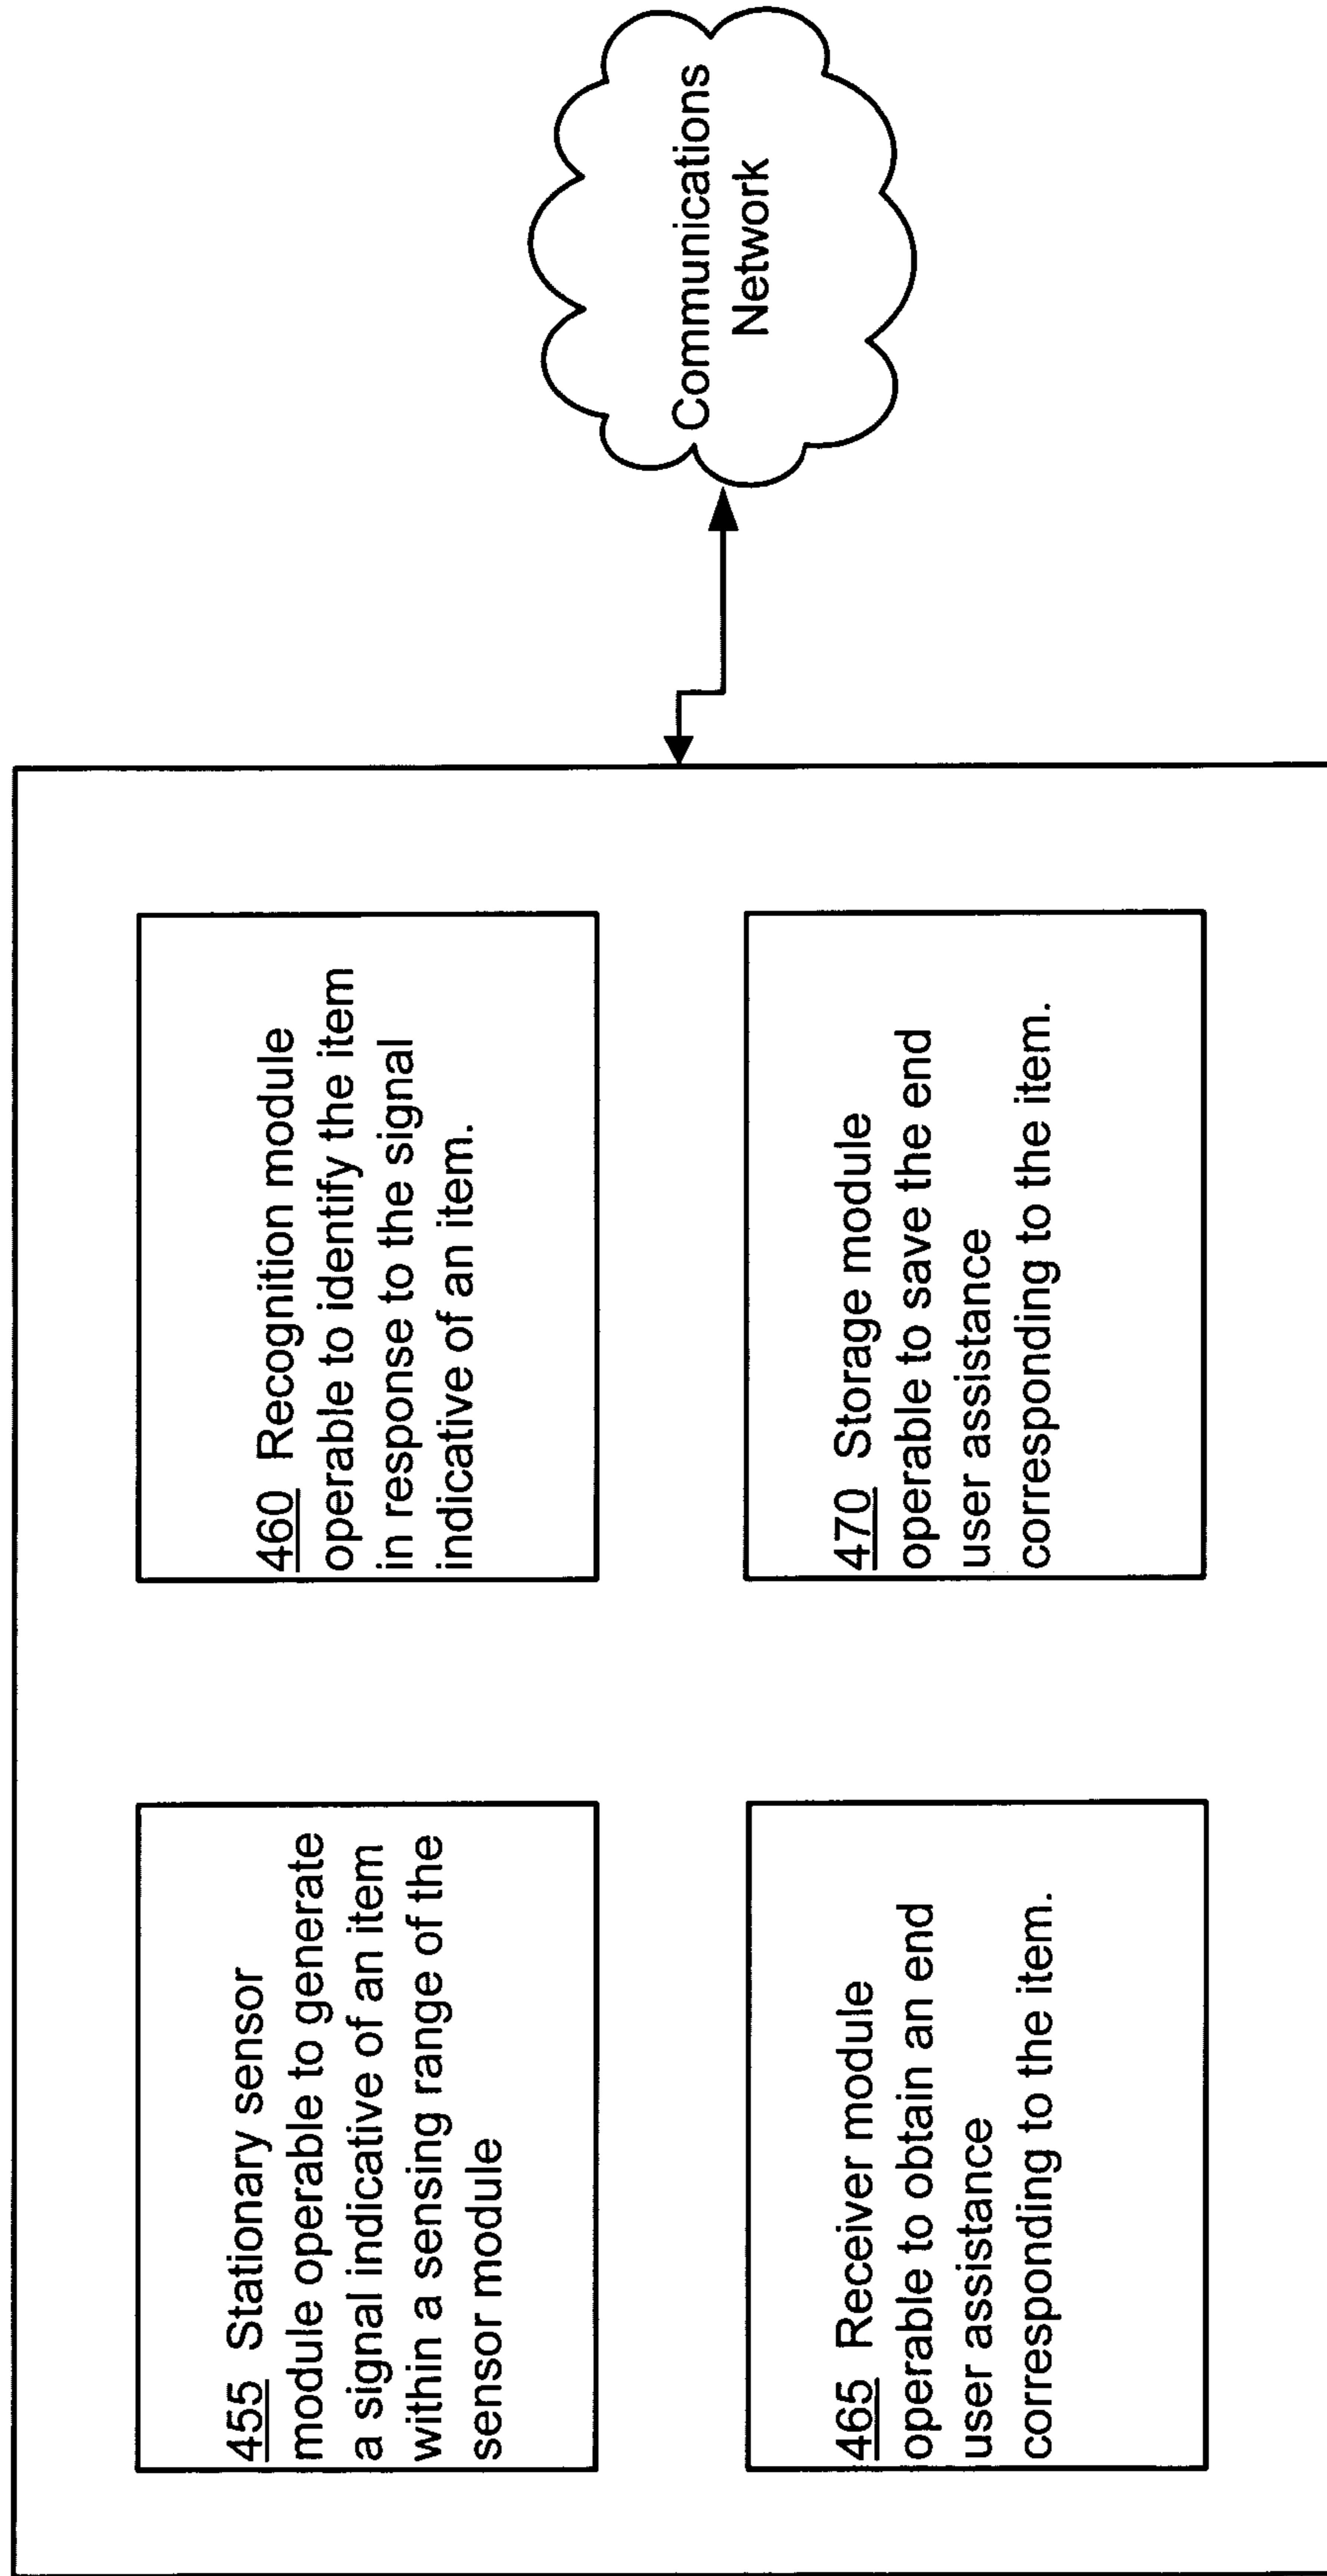 455 Stationary sensor
module operable to generate
a signal indicative of an item
within a sensing range of the
sensor module
460 Recognition module
operable to identify the item
in response to the signal
indicative of an item.
465 Receiver module
operable to obtain an end
user assistance
corresponding to the item.
470 Storage module
operable to save the end
user assistance
corresponding to the item.
Communications
Network